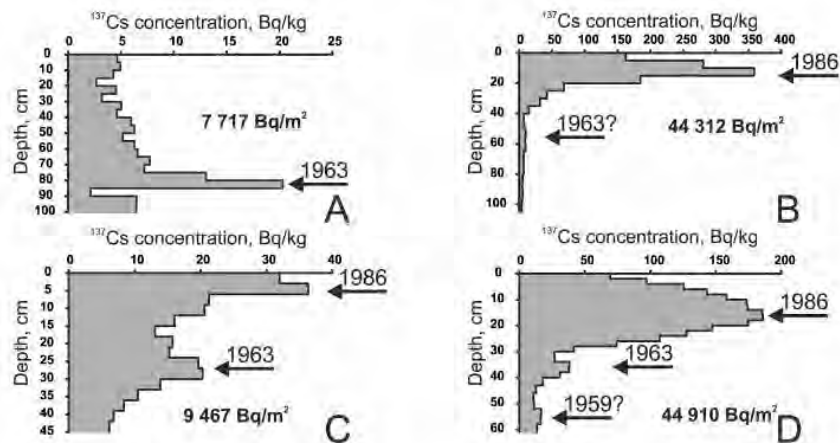 ¹³⁷Cs concentration, Bq/kg
0 5 10 15 20 25
Depth, cm
0
10
20
30
40
50
60
70
80
90
100
7 717 Bq/m²
1963
A
¹³⁷Cs concentration, Bq/kg
0 50 100 150 200 250 300 350 400
Depth, cm
0
20
40
60
80
100
1986
1963?
44 312 Bq/m²
B
¹³⁷Cs concentration, Bq/kg
0 10 20 30 40
Depth, cm
0
5
10
15
20
25
30
35
40
45
1986
1963
9 467 Bq/m²
C
¹³⁷Cs concentration, Bq/kg
0 50 100 150 200
Depth, cm
0
10
20
30
40
50
60
1986
1963
1959?
44 910 Bq/m²
D